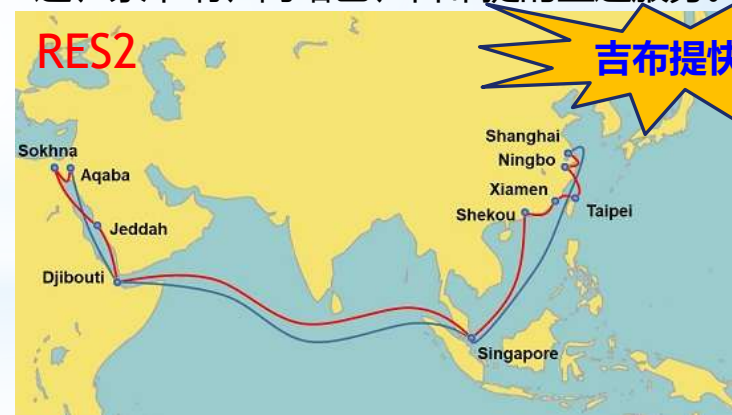 RES2
吉布提快
Sokhna
Aqaba
Jeddah
Djibouti
Shanghai
Ningbo
Xiamen
Shekou
Taipei
Singapore